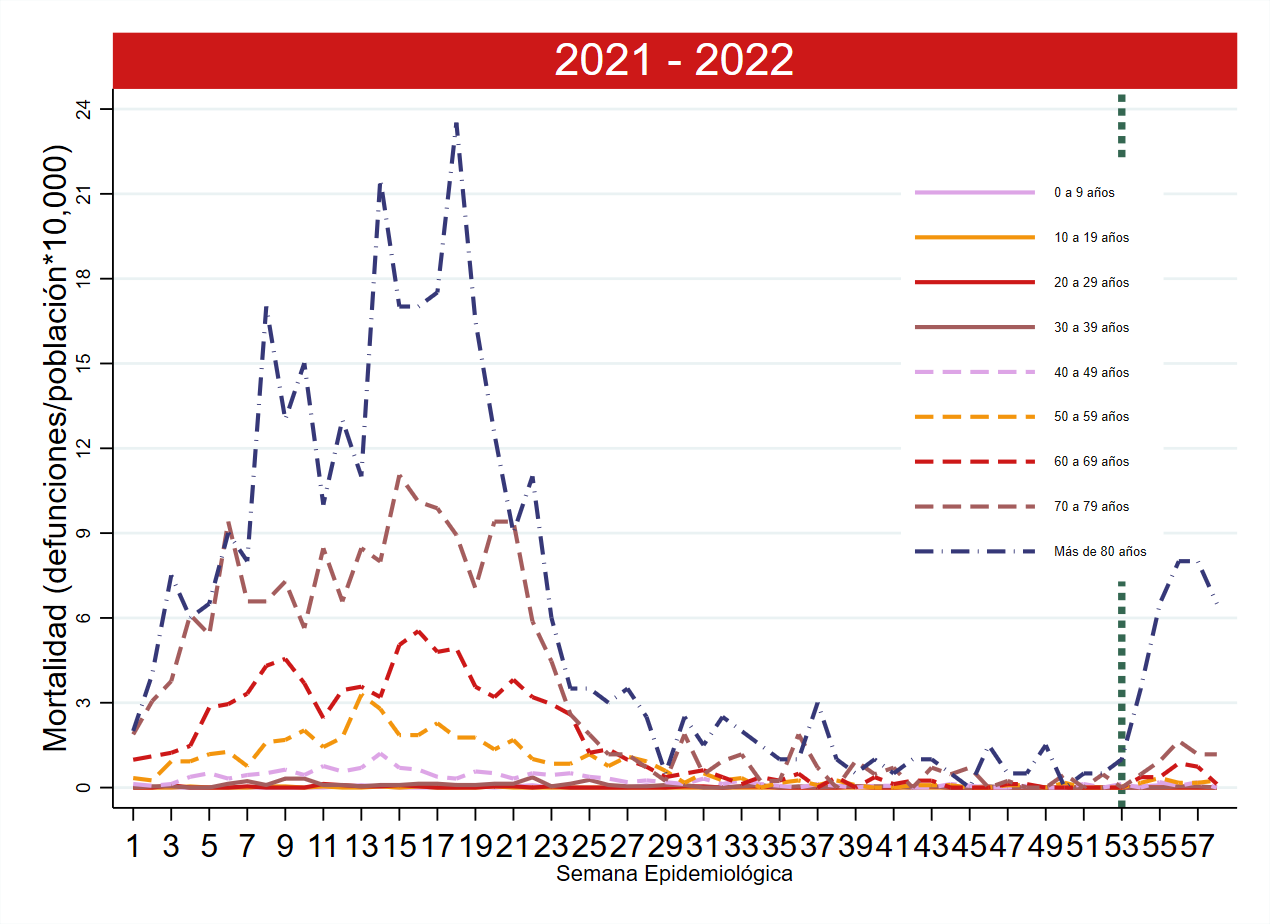 2021 - 2022
Mortalidad (defunciones/población*10,000)
24
21
18
15
12
9
6
3
0
0 a 9 años
10 a 19 años
20 a 29 años
30 a 39 años
40 a 49 años
50 a 59 años
60 a 69 años
70 a 79 años
Más de 80 años
1 3 5 7 9 11 13 15 17 19 21 23 25 27 29 31 33 35 37 39 41 43 45 47 49 51 53 55 57
Semana Epidemiológica